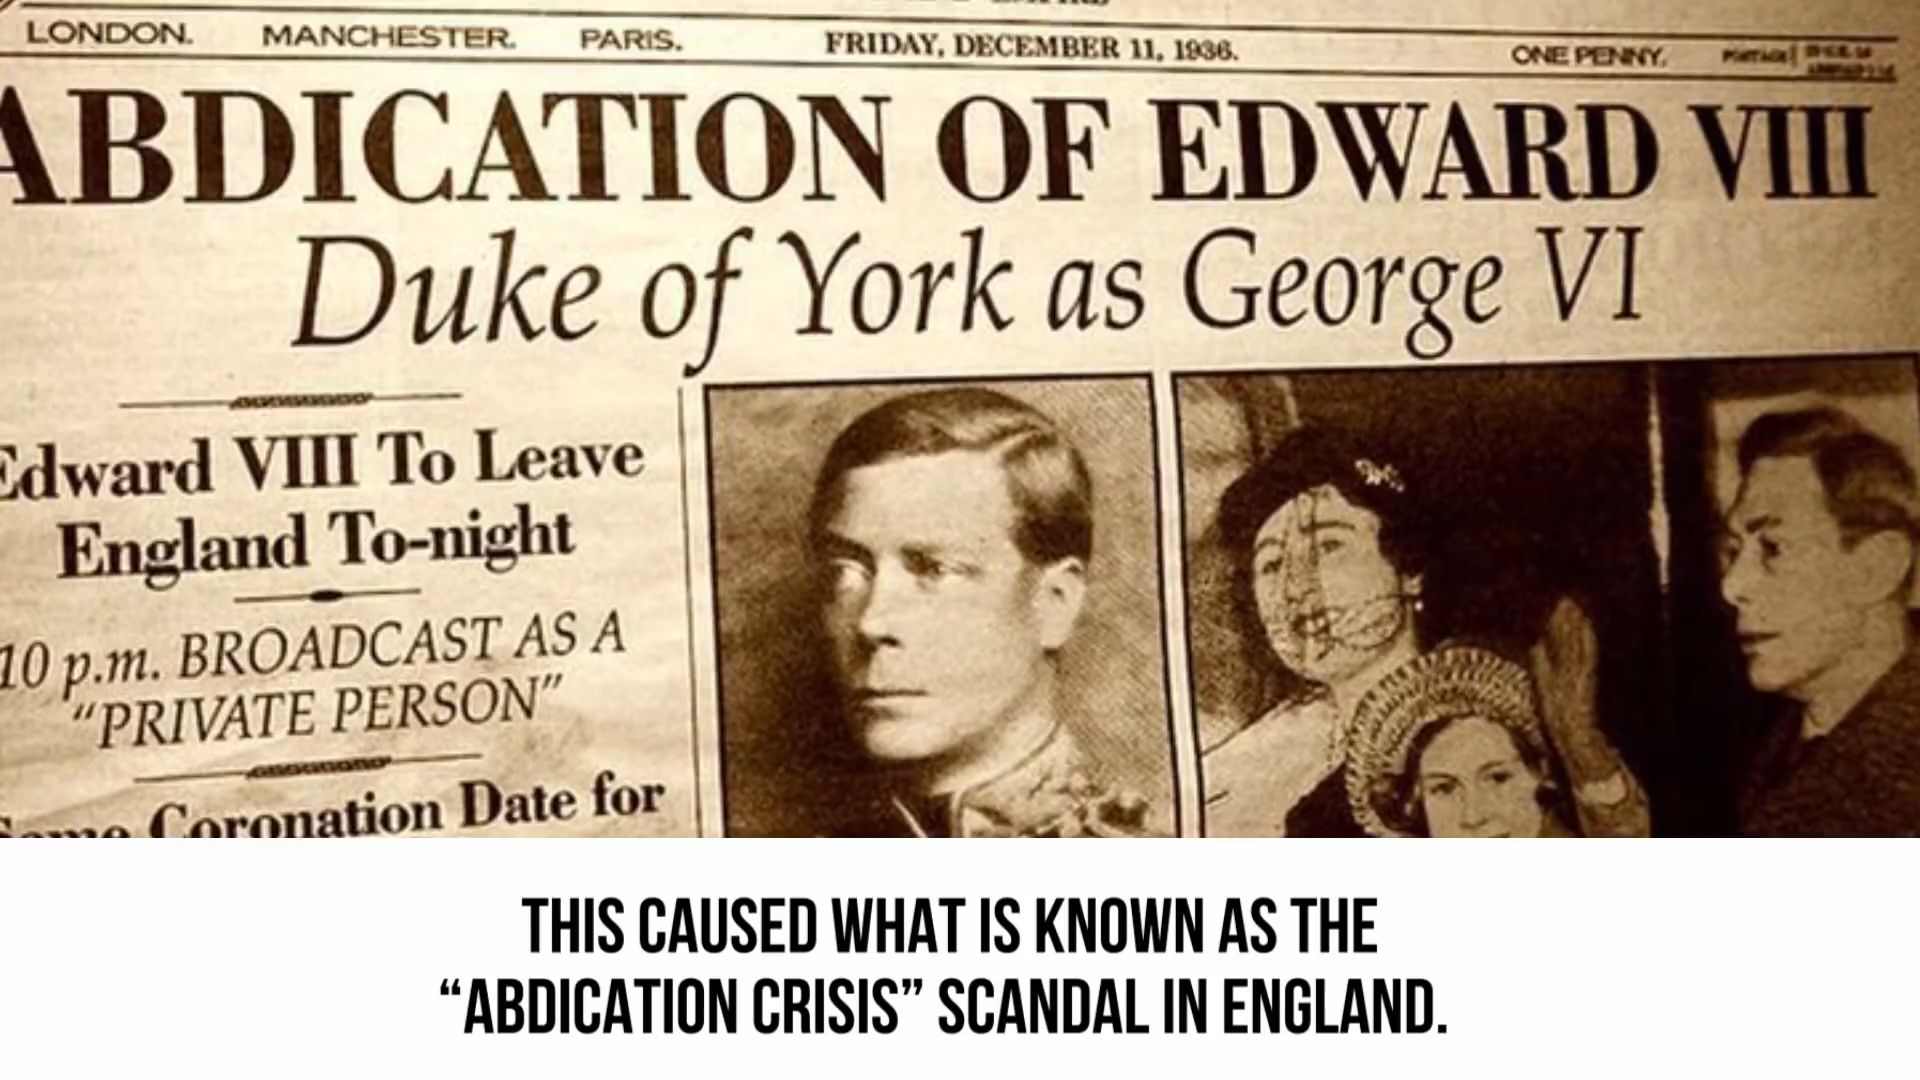 LONDON. MANCHESTER. PARIS. FRIDAY, DECEMBER 11, 1936. ONE PENNY.
ABDICATION OF EDWARD VIII
Duke of York as George VI
Edward VIII To Leave
England To-night
10 p.m. BROADCAST AS A
“PRIVATE PERSON”
Coronation Date for
THIS CAUSED WHAT IS KNOWN AS THE
“ABDICATION CRISIS” SCANDAL IN ENGLAND.